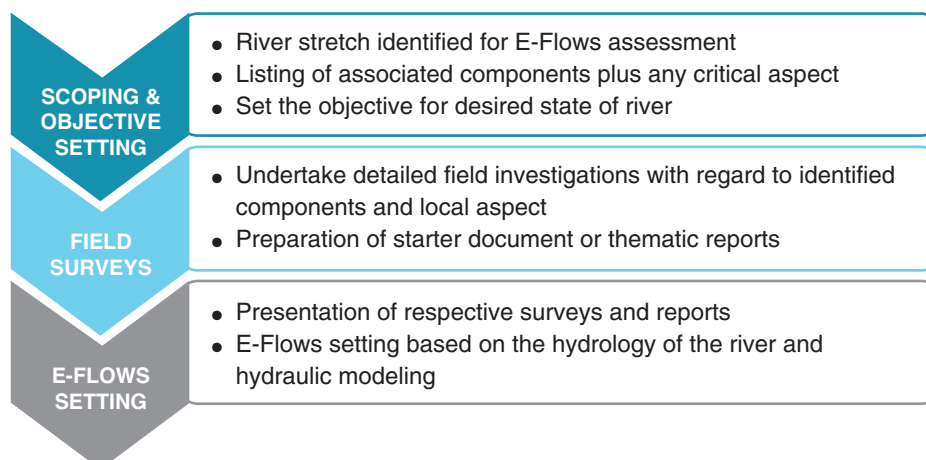 SCOPING &
OBJECTIVE
SETTING
● River stretch identified for E-Flows assessment
● Listing of associated components plus any critical aspect
● Set the objective for desired state of river
FIELD
SURVEYS
● Undertake detailed field investigations with regard to identified
components and local aspect
● Preparation of starter document or thematic reports
E-FLOWS
SETTING
● Presentation of respective surveys and reports
● E-Flows setting based on the hydrology of the river and
hydraulic modeling